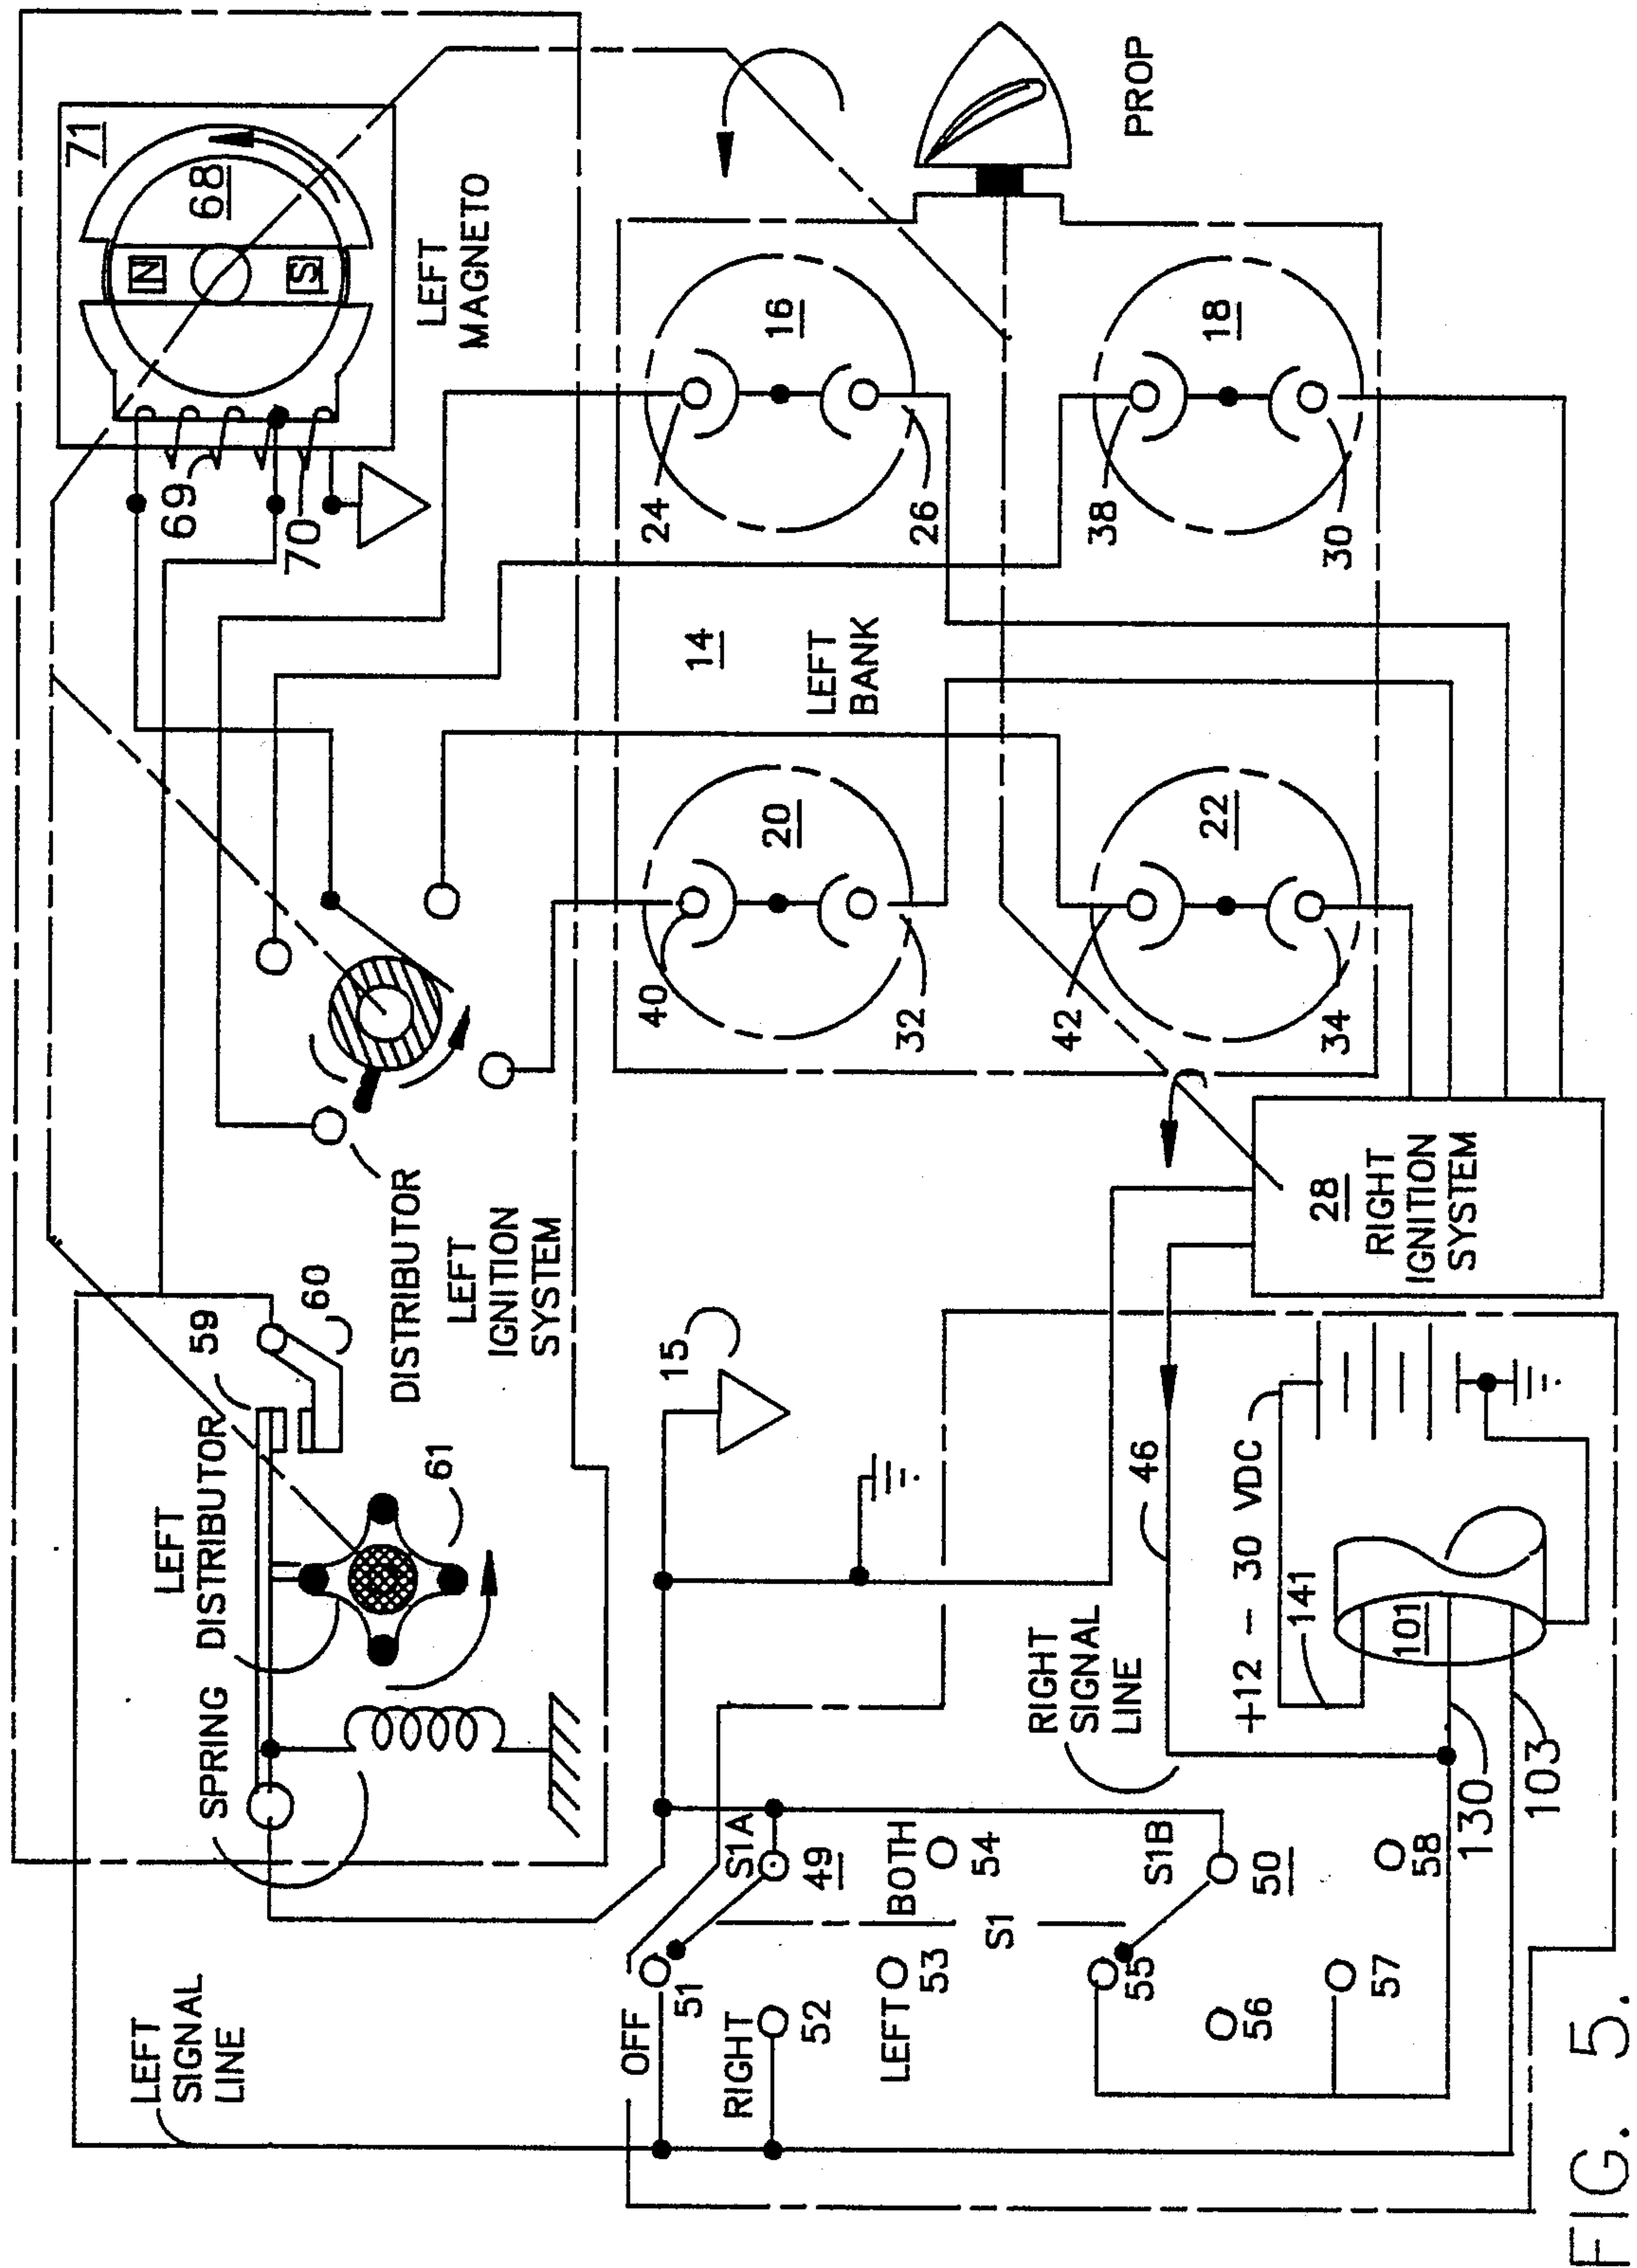 LEFT
SIGNAL
LINE
SPRING
LEFT
DISTRIBUTOR
59
60
61
DISTRIBUTOR
LEFT
IGNITION
SYSTEM
69
70
71
68
N
S
LEFT
MAGNETO
OFF
51
RIGHT
52
LEFT
53
BOTH
54
S1A
49
S1
S1B
50
55
56
57
58
15
14
LEFT
BANK
24
16
26
38
18
30
40
20
32
42
22
34
PROP
RIGHT
SIGNAL
LINE
46
+12 - 30 VDC
141
101
130
103
28
RIGHT
IGNITION
SYSTEM
FIG. 5.